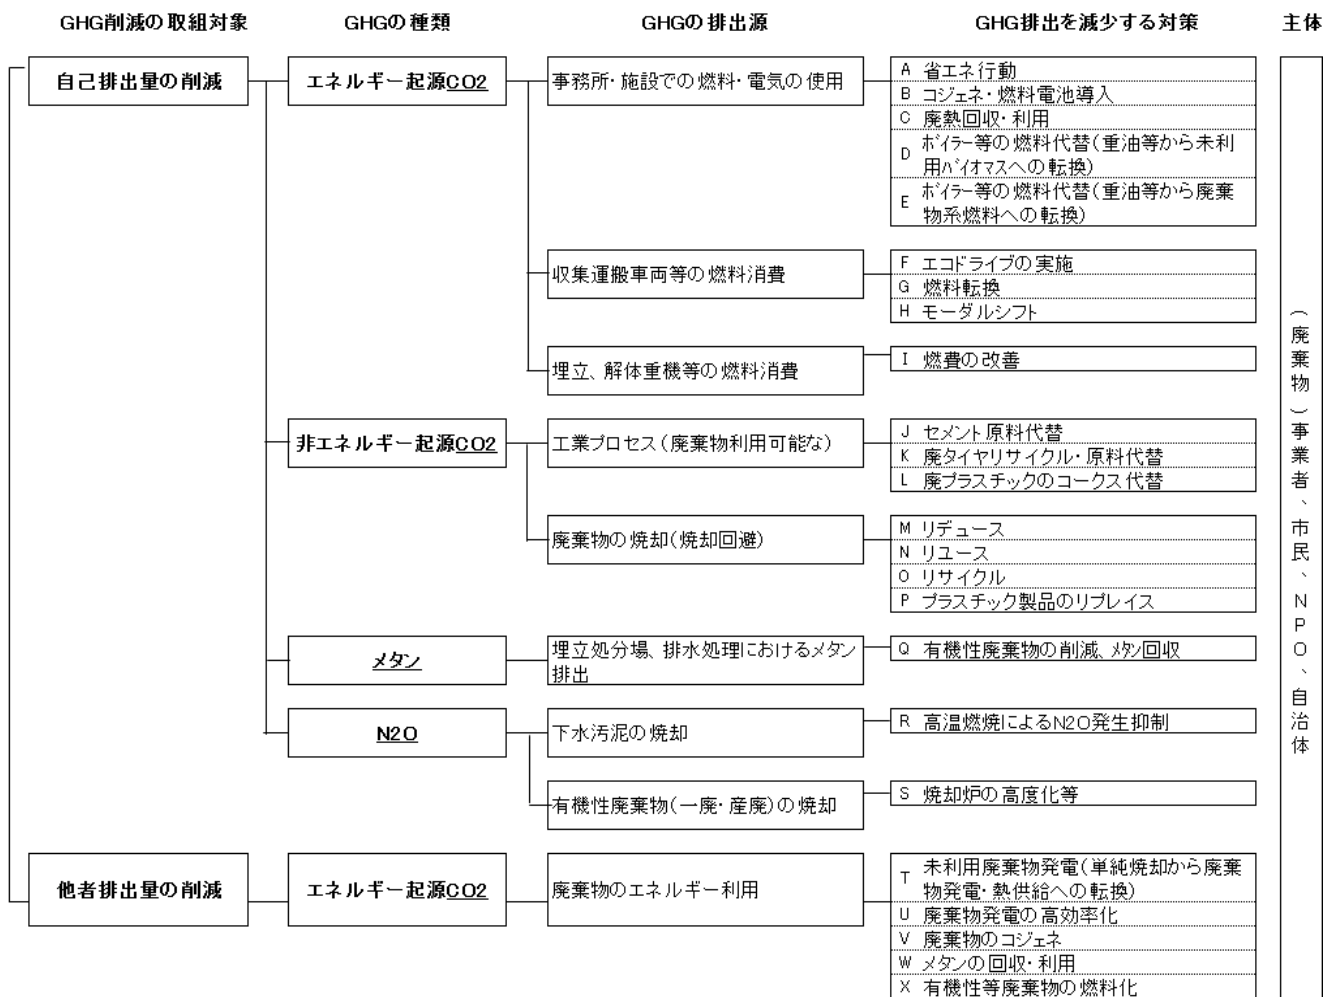 GHG削減の取組対象
GHGの種類
GHGの排出源
GHG排出を減少する対策
主体
自己排出量の削減
エネルギー起源CO2
事務所・施設での燃料・電気の使用
A 省エネ行動
B コジェネ・燃料電池導入
C 廃熱回収・利用
D ボイラー等の燃料代替(重油等から未利
用バイオマスへの転換)
E ボイラー等の燃料代替(重油等から廃棄
物系燃料への転換)
収集運搬車両等の燃料消費
F エコドライブの実施
G 燃料転換
H モーダルシフト
埋立、解体重機等の燃料消費
I 燃費の改善
非エネルギー起源CO2
工業プロセス(廃棄物利用可能な)
J セメント原料代替
K 廃タイヤリサイクル・原料代替
L 廃プラスチックのコークス代替
廃棄物の焼却(焼却回避)
M リデュース
N リユース
O リサイクル
P プラスチック製品のリプレイス
メタン
埋立処分場、排水処理におけるメタン
排出
Q 有機性廃棄物の削減、メタン回収
N2O
下水汚泥の焼却
R 高温燃焼によるN2O発生抑制
有機性廃棄物(一廃・産廃)の焼却
S 焼却炉の高度化等
他者排出量の削減
エネルギー起源CO2
廃棄物のエネルギー利用
T 未利用廃棄物発電(単純焼却から廃棄
物発電・熱供給への転換)
U 廃棄物発電の高効率化
V 廃棄物のコジェネ
W メタンの回収・利用
X 有機性等廃棄物の燃料化
(廃棄物)事業者、市民、NPO、自治体